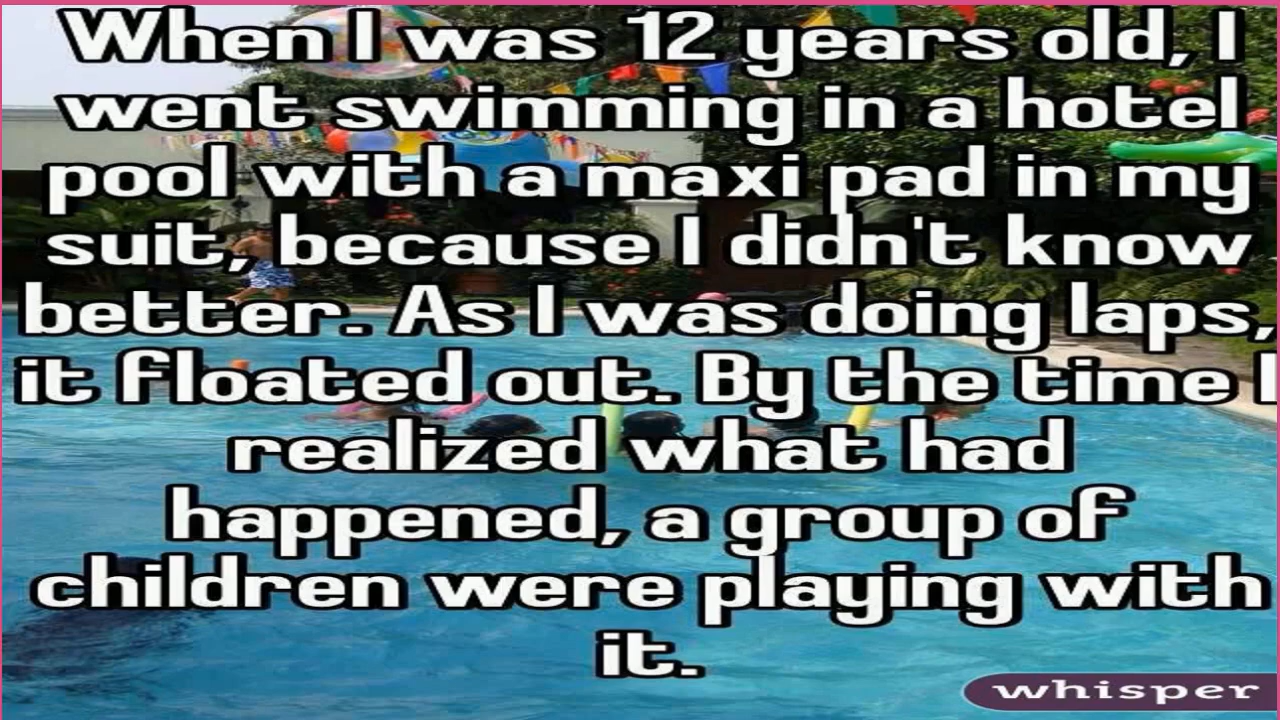 When I was 12 years old, I
went swimming in a hotel
pool with a maxi pad in my
suit, because I didn't know
better. As I was doing laps,
it floated out. By the time I
realized what had
happened, a group of
children were playing with
it.
whisper